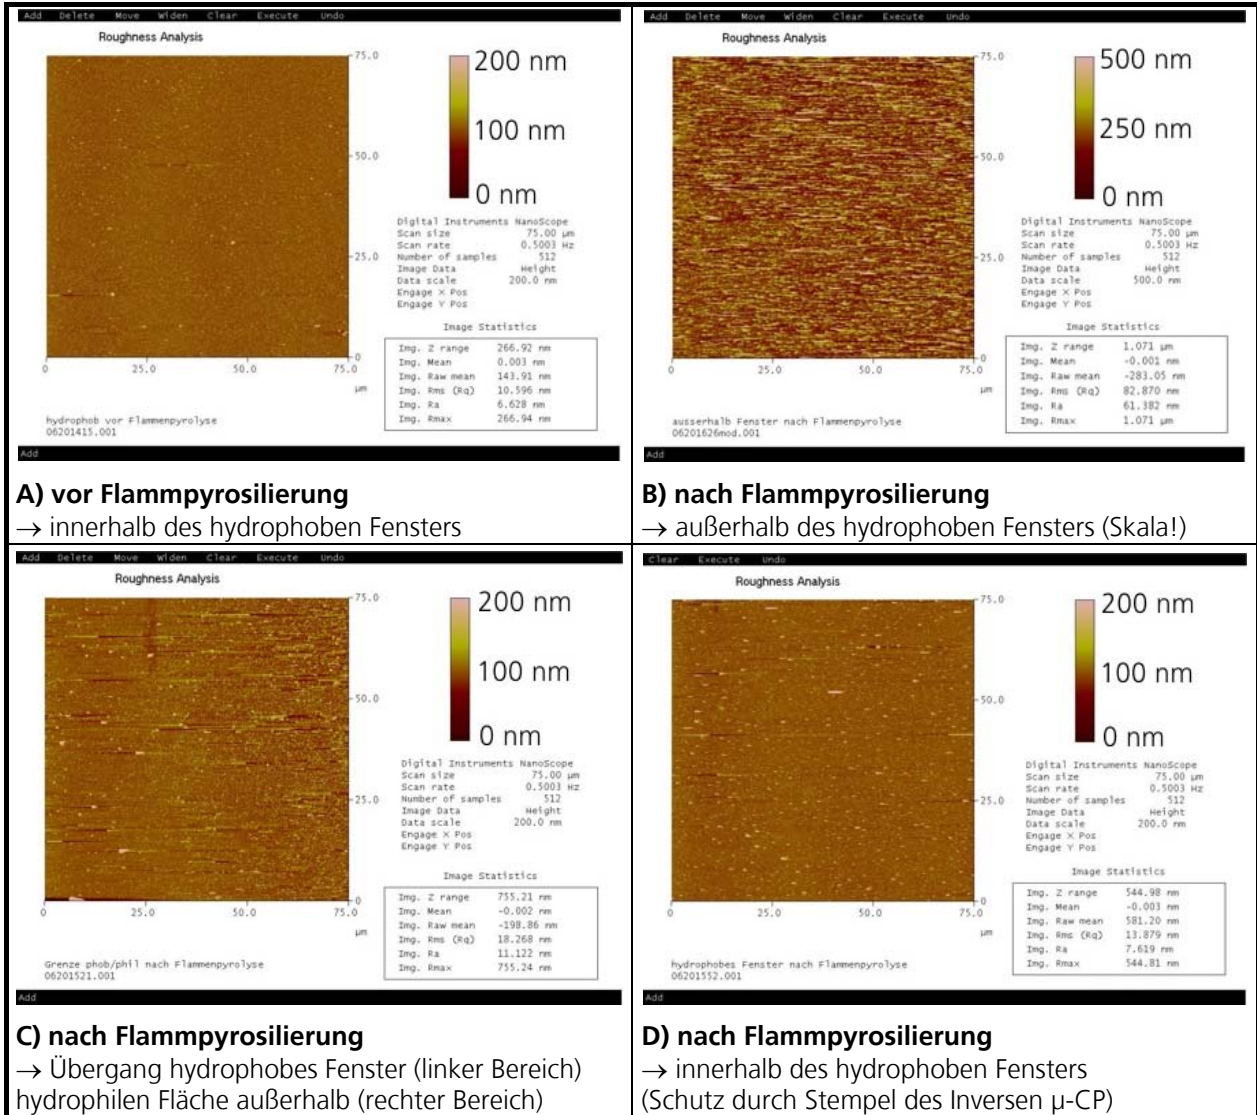 Add Delete Move Widen Clear Execute Undo
Roughness Analysis
75.0
50.0
25.0
0
0 25.0 50.0 75.0
µm
200 nm
100 nm
0 nm
Digital Instruments NanoScope
Scan size 75.00 µm
Scan rate 0.5003 Hz
Number of samples 512
Image Data Height
Data scale 200.0 nm
Engage X Pos
Engage Y Pos
Image Statistics
Img. Z range 266.92 nm
Img. Mean 0.003 nm
Img. Raw mean 143.91 nm
Img. Rms (Rq) 10.596 nm
Img. Ra 6.628 nm
Img. Rmax 266.94 nm
hydrophob vor Flammenpyrolyse
06201415.001
Add
A) vor Flammpyrosilierung
→ innerhalb des hydrophoben Fensters
Add Delete Move Widen Clear Execute Undo
Roughness Analysis
75.0
50.0
25.0
0
0 25.0 50.0 75.0
µm
500 nm
250 nm
0 nm
Digital Instruments NanoScope
Scan size 75.00 µm
Scan rate 0.5003 Hz
Number of samples 512
Image Data Height
Data scale 500.0 nm
Engage X Pos
Engage Y Pos
Image Statistics
Img. Z range 1.071 µm
Img. Mean -0.001 nm
Img. Raw mean -283.05 nm
Img. Rms (Rq) 82.870 nm
Img. Ra 61.382 nm
Img. Rmax 1.071 µm
ausserhalb Fenster nach Flammenpyrolyse
06201626mod.001
Add
B) nach Flammpyrosilierung
→ außerhalb des hydrophoben Fensters (Skala!)
Add Delete Move Widen Clear Execute Undo
Roughness Analysis
75.0
50.0
25.0
0
0 25.0 50.0 75.0
µm
200 nm
100 nm
0 nm
Digital Instruments NanoScope
Scan size 75.00 µm
Scan rate 0.5003 Hz
Number of samples 512
Image Data Height
Data scale 200.0 nm
Engage X Pos
Engage Y Pos
Image Statistics
Img. Z range 755.21 nm
Img. Mean -0.002 nm
Img. Raw mean -198.86 nm
Img. Rms (Rq) 18.268 nm
Img. Ra 11.122 nm
Img. Rmax 755.24 nm
Grenze phob/phil nach Flammenpyrolyse
06201521.001
Add
C) nach Flammpyrosilierung
→ Übergang hydrophobes Fenster (linker Bereich)
hydrophilen Fläche außerhalb (rechter Bereich)
Clear Execute Undo
Roughness Analysis
75.0
50.0
25.0
0
0 25.0 50.0 75.0
µm
200 nm
100 nm
0 nm
Digital Instruments NanoScope
Scan size 75.00 µm
Scan rate 0.5003 Hz
Number of samples 512
Image Data Height
Data scale 200.0 nm
Engage X Pos
Engage Y Pos
Image Statistics
Img. Z range 544.98 nm
Img. Mean -0.003 nm
Img. Raw mean 581.20 nm
Img. Rms (Rq) 13.879 nm
Img. Ra 7.619 nm
Img. Rmax 544.81 nm
hydrophobes Fenster nach Flammenpyrolyse
06201552.001
Add
D) nach Flammpyrosilierung
→ innerhalb des hydrophoben Fensters
(Schutz durch Stempel des Inversen µ-CP)